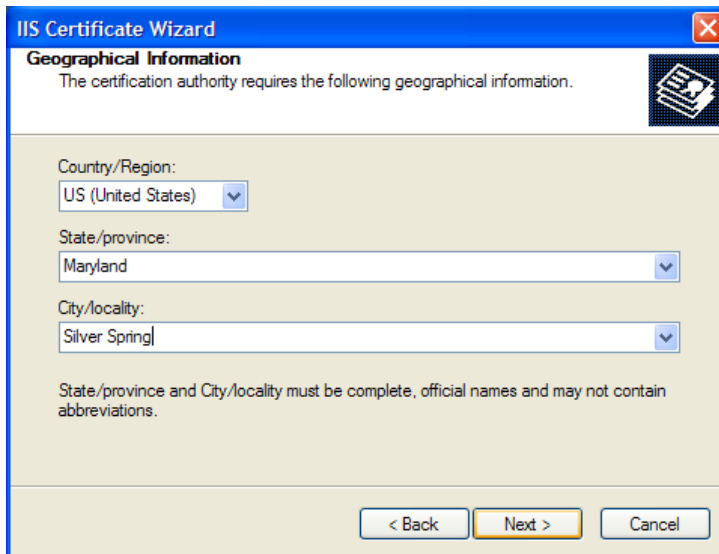 IIS Certificate Wizard
Geographical Information
The certification authority requires the following geographical information.
Country/Region:
US (United States)
State/province:
Maryland
City/locality:
Silver Spring
State/province and City/locality must be complete, official names and may not contain
abbreviations.
< Back
Next >
Cancel